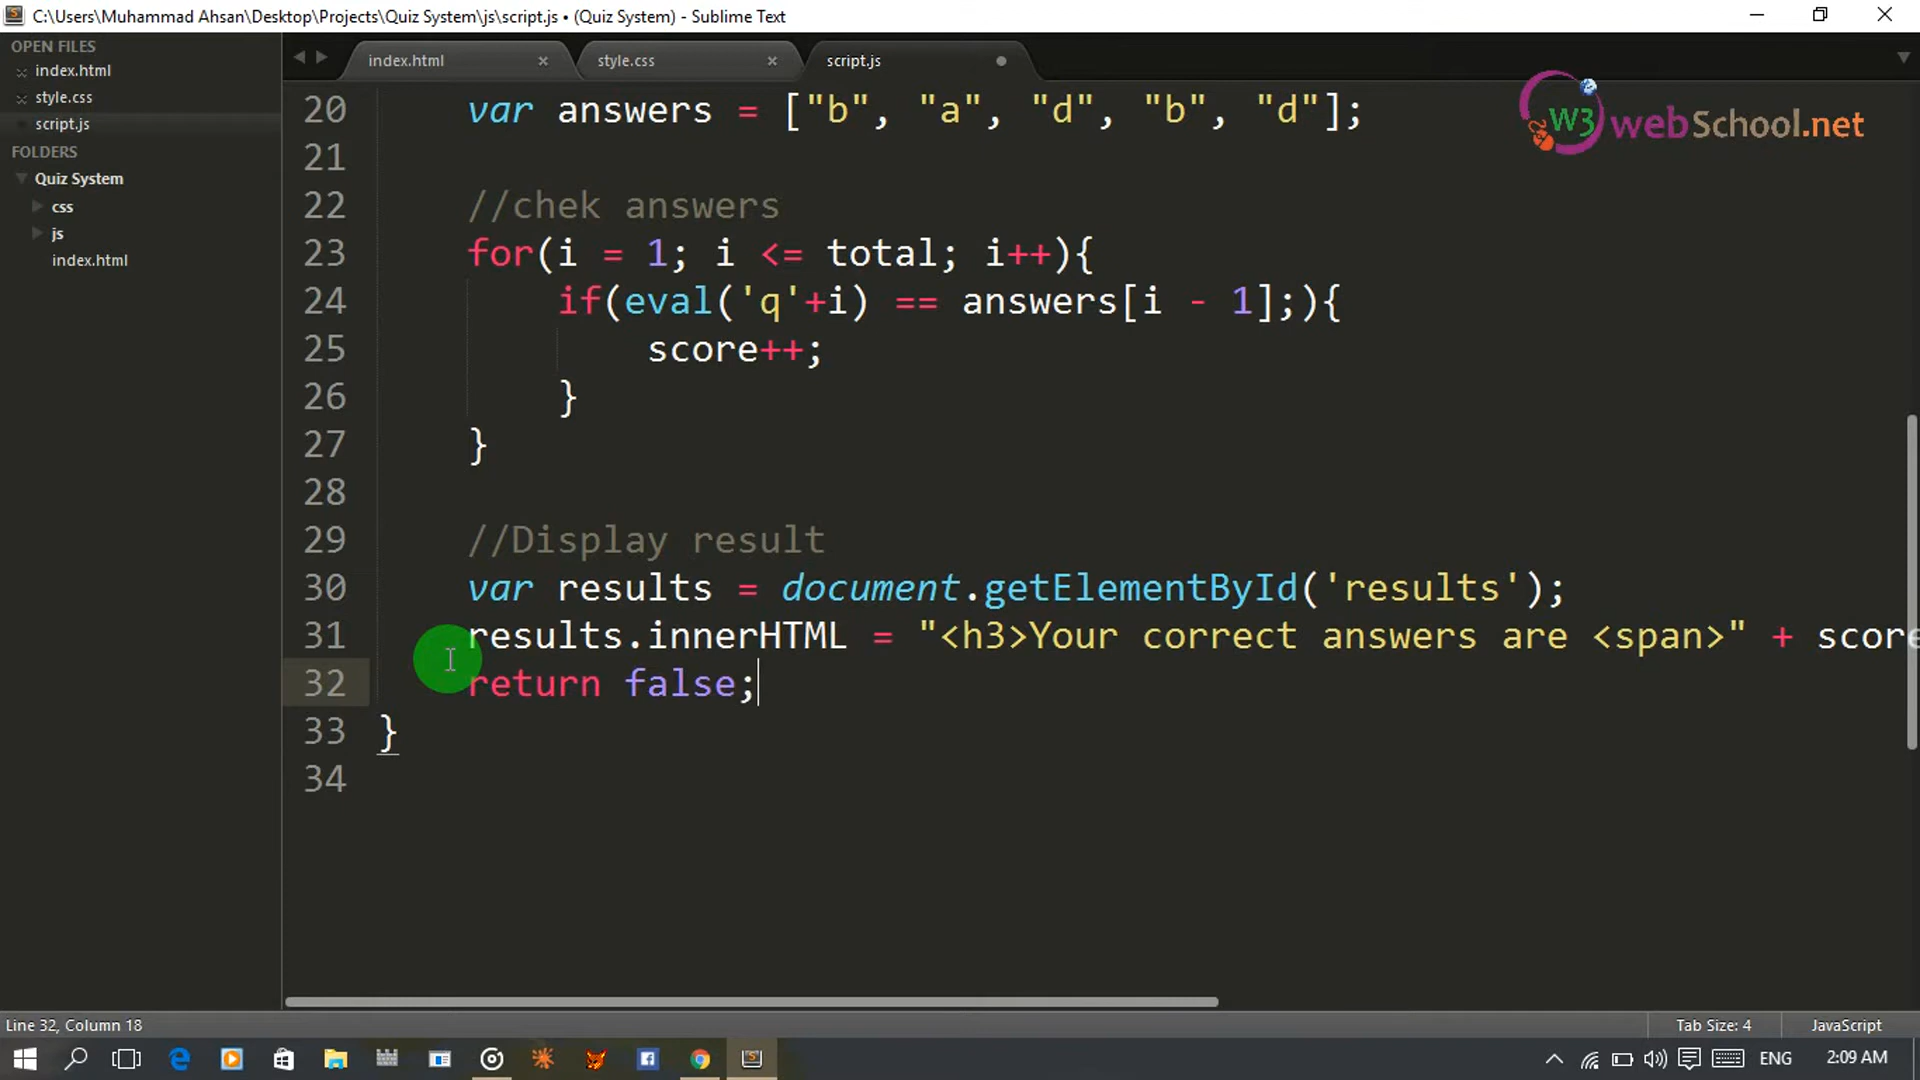 C:\Users\Muhammad Ahsan\Desktop\Projects\Quiz System\js\script.js • (Quiz System) - Sublime Text
OPEN FILES
index.html
style.css
script.js
FOLDERS
Quiz System
css
js
index.html
index.html
style.css
script.js
W3 webSchool.net
20 var answers = ["b", "a", "d", "b", "d"];
21
22 //chek answers
23 for(i = 1; i <= total; i++){
24 if(eval('q'+i) == answers[i - 1];){
25 score++;
26 }
27 }
28
29 //Display result
30 var results = document.getElementById('results');
31 results.innerHTML = "<h3>Your correct answers are <span>" + score
32 return false;
33 }
34
Line 32, Column 18
Tab Size: 4
JavaScript
ENG
2:09 AM